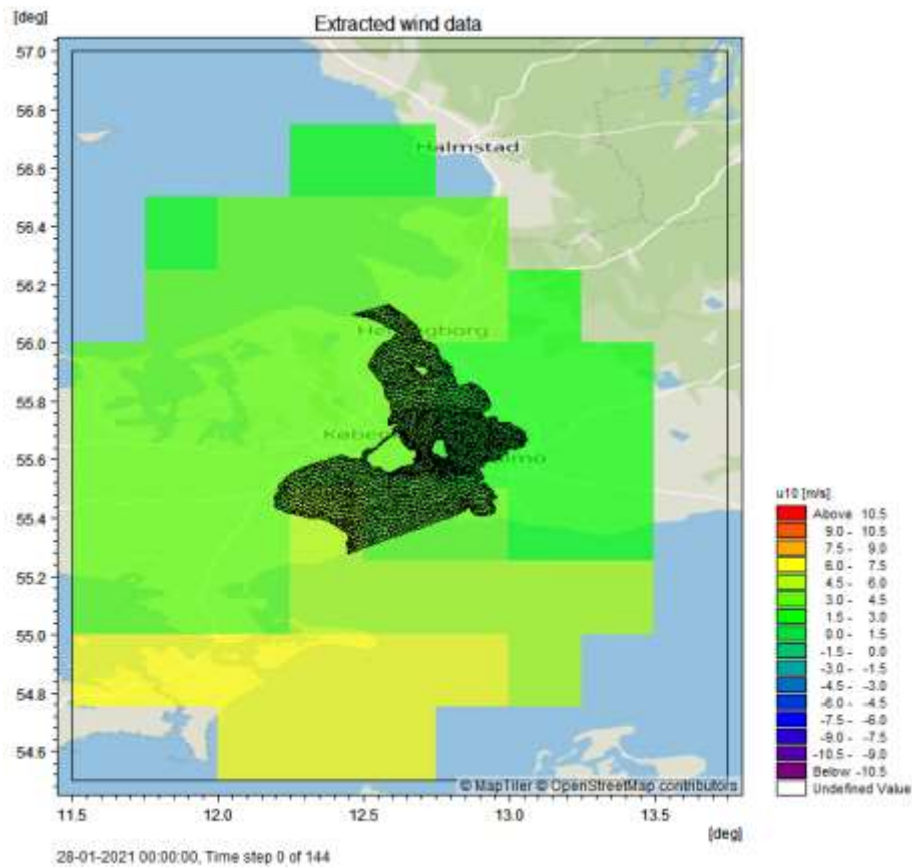 [deg]
Extracted wind data
57.0
56.8
56.6
56.4
56.2
56.0
55.8
55.6
55.4
55.2
55.0
54.8
54.6
Halmstad
© MapTiler © OpenStreetMap contributors
11.5 12.0 12.5 13.0 13.5
[deg]
28-01-2021 00:00:00, Time step 0 of 144
u10 [m/s]
Above 10.5
9.0 - 10.5
7.5 - 9.0
6.0 - 7.5
4.5 - 6.0
3.0 - 4.5
1.5 - 3.0
0.0 - 1.5
-1.5 - 0.0
-3.0 - -1.5
-4.5 - -3.0
-6.0 - -4.5
-7.5 - -6.0
-9.0 - -7.5
-10.5 - -9.0
Below -10.5
Undefined Value